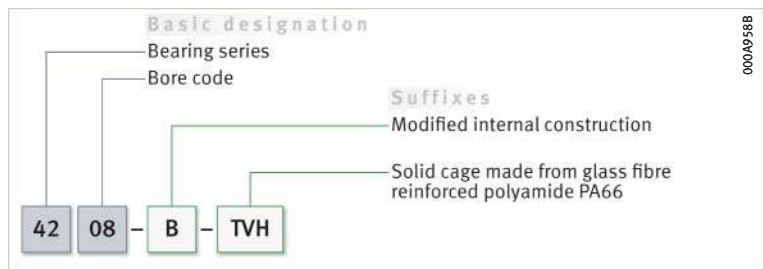 Basic designation
Bearing series
Bore code
Suffixes
Modified internal construction
Solid cage made from glass fibre
reinforced polyamide PA66
42 08 – B – TVH
000A958B